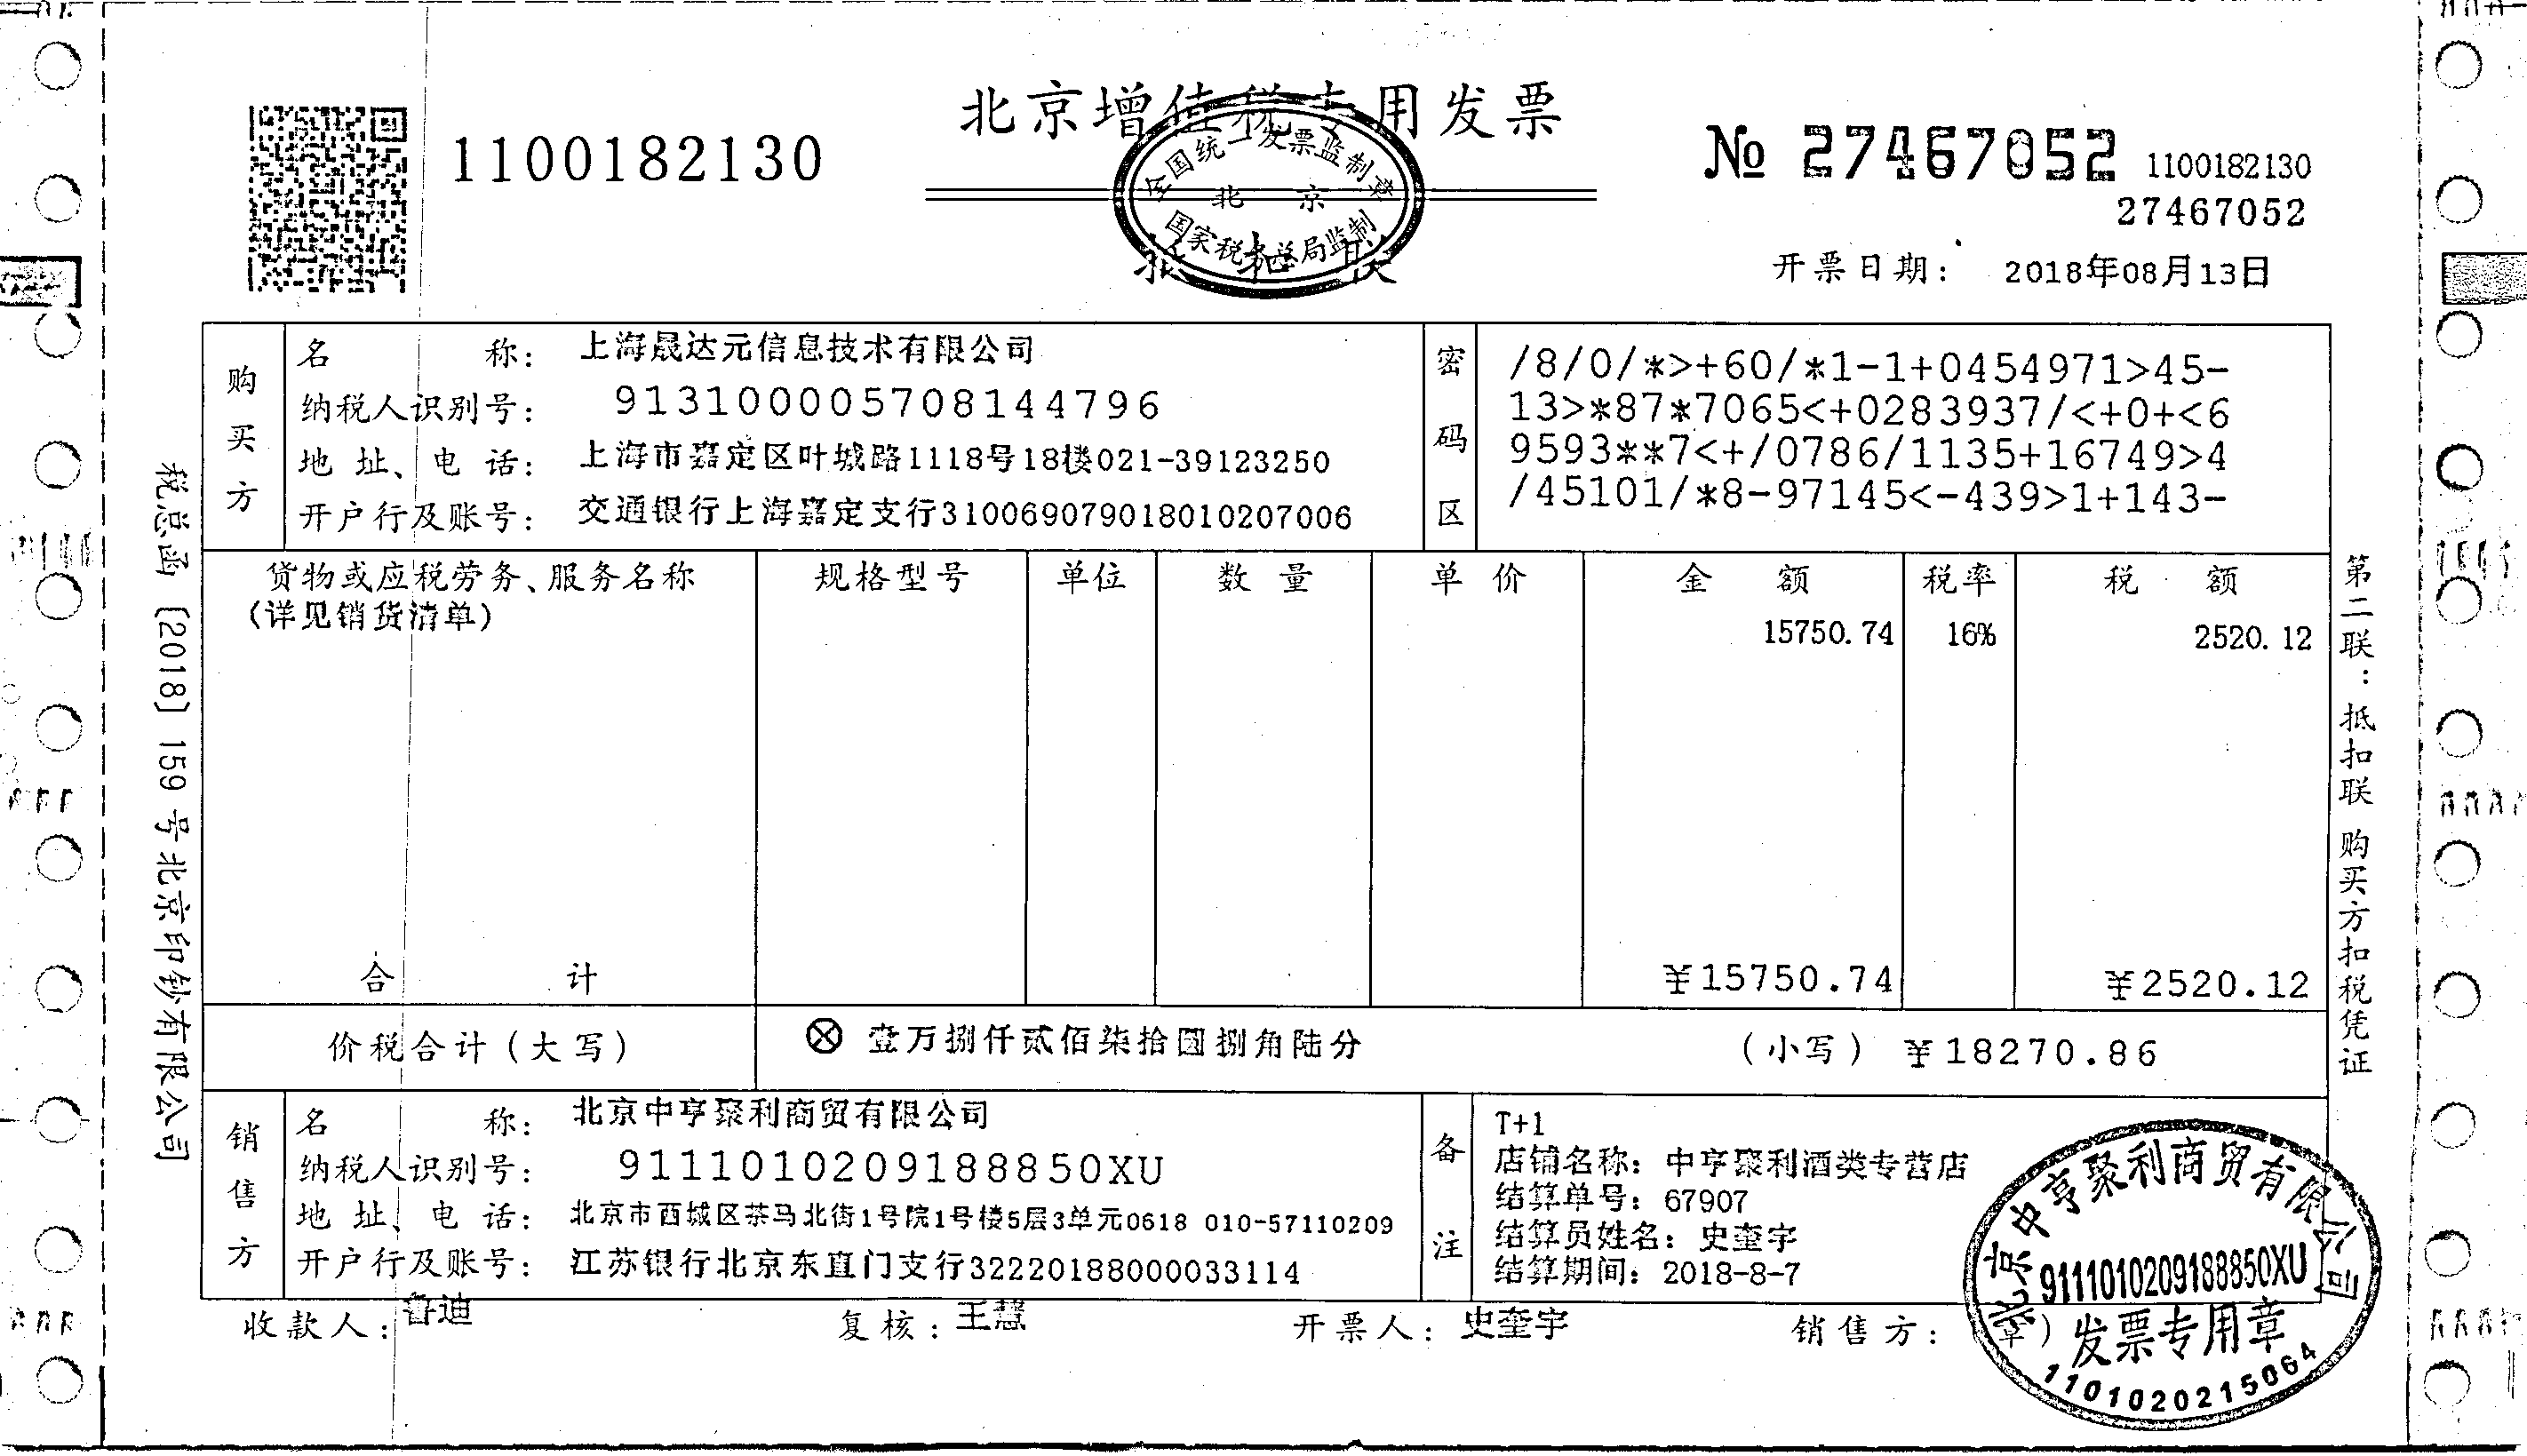 北京增值税专用发票
1100182130
№ 27467052
1100182130
27467052
全国统一发票监制章
北 京
国家税务总局监制
抵扣联
开票日期： 2018年08月13日
购买方
名 称： 上海晟达元信息技术有限公司
纳税人识别号： 913100005708144796
地 址、电 话： 上海市嘉定区叶城路1118号18楼021-39123250
开户行及账号： 交通银行上海嘉定支行310069079018010207006
密码区
/8/0/*>+60/*1-1+0454971>45-
13>*87*7065<+0283937/<+0+<6
9593**7<+/0786/1135+16749>4
/45101/*8-97145<-439>1+143-
货物或应税劳务、服务名称 规格型号 单位 数 量 单 价 金 额 税率 税 额
(详见销货清单) 15750.74 16% 2520.12
合 计 ¥15750.74 ¥2520.12
价税合计（大写） ⊗ 壹万捌仟贰佰柒拾圆捌角陆分 （小写） ¥18270.86
销售方
名 称： 北京中亨聚利商贸有限公司
纳税人识别号： 9111010209188850XU
地 址、电 话： 北京市西城区茶马北街1号院1号楼5层3单元0618 010-57110209
开户行及账号： 江苏银行北京东直门支行32220188000033114
备注
T+1
店铺名称：中亨聚利酒类专营店
结算单号：67907
结算员姓名：史奎宇
结算期间：2018-8-7
收款人：鲁迪 复核：王慧 开票人：史奎宇 销售方：（章）
北京中亨聚利商贸有限公司
9111010209188850XU
发票专用章
1101020215064
税总函〔2018〕159号北京印钞有限公司
第二联：抵扣联 购买方扣税凭证